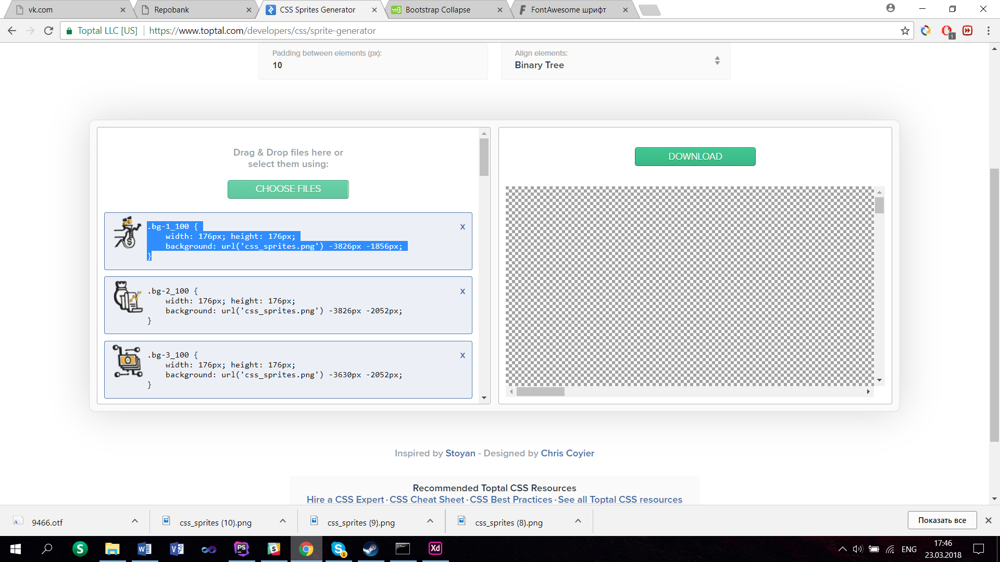 vk.com
Repobank
CSS Sprites Generator
Bootstrap Collapse
FontAwesome шрифт
Toptal LLC [US]
https://www.toptal.com/developers/css/sprite-generator
1
Padding between elements (px):
10
Align elements:
Binary Tree
Drag & Drop files here or
select them using:
CHOOSE FILES
DOWNLOAD
.bg-1_100 {
width: 176px; height: 176px;
background: url('css_sprites.png') -3826px -1856px;
}
X
.bg-2_100 {
width: 176px; height: 176px;
background: url('css_sprites.png') -3826px -2052px;
}
X
.bg-3_100 {
width: 176px; height: 176px;
background: url('css_sprites.png') -3630px -2052px;
}
X
Inspired by Stoyan - Designed by Chris Coyier
Recommended Toptal CSS Resources
Hire a CSS Expert · CSS Cheat Sheet · CSS Best Practices · See all Toptal CSS resources
9466.otf
css_sprites (10).png
css_sprites (9).png
css_sprites (8).png
Показать все
ENG
17:46
23.03.2018